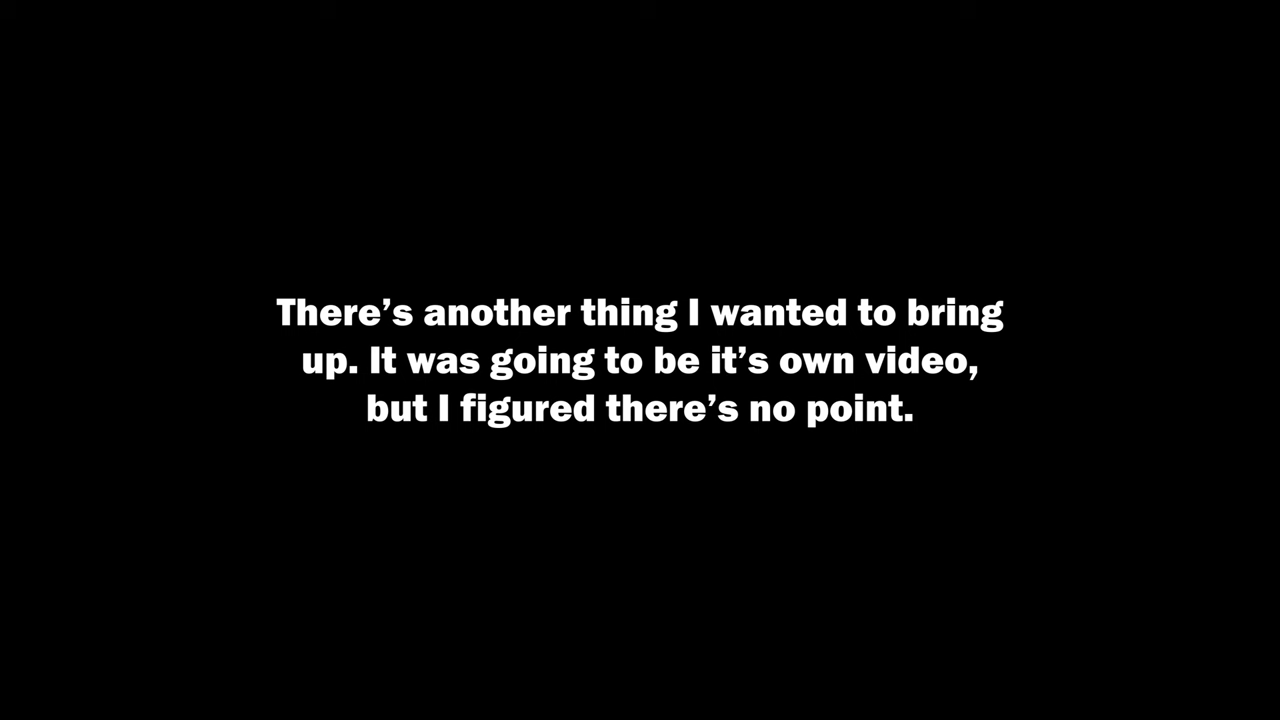 There’s another thing I wanted to bring
up. It was going to be it’s own video,
but I figured there’s no point.